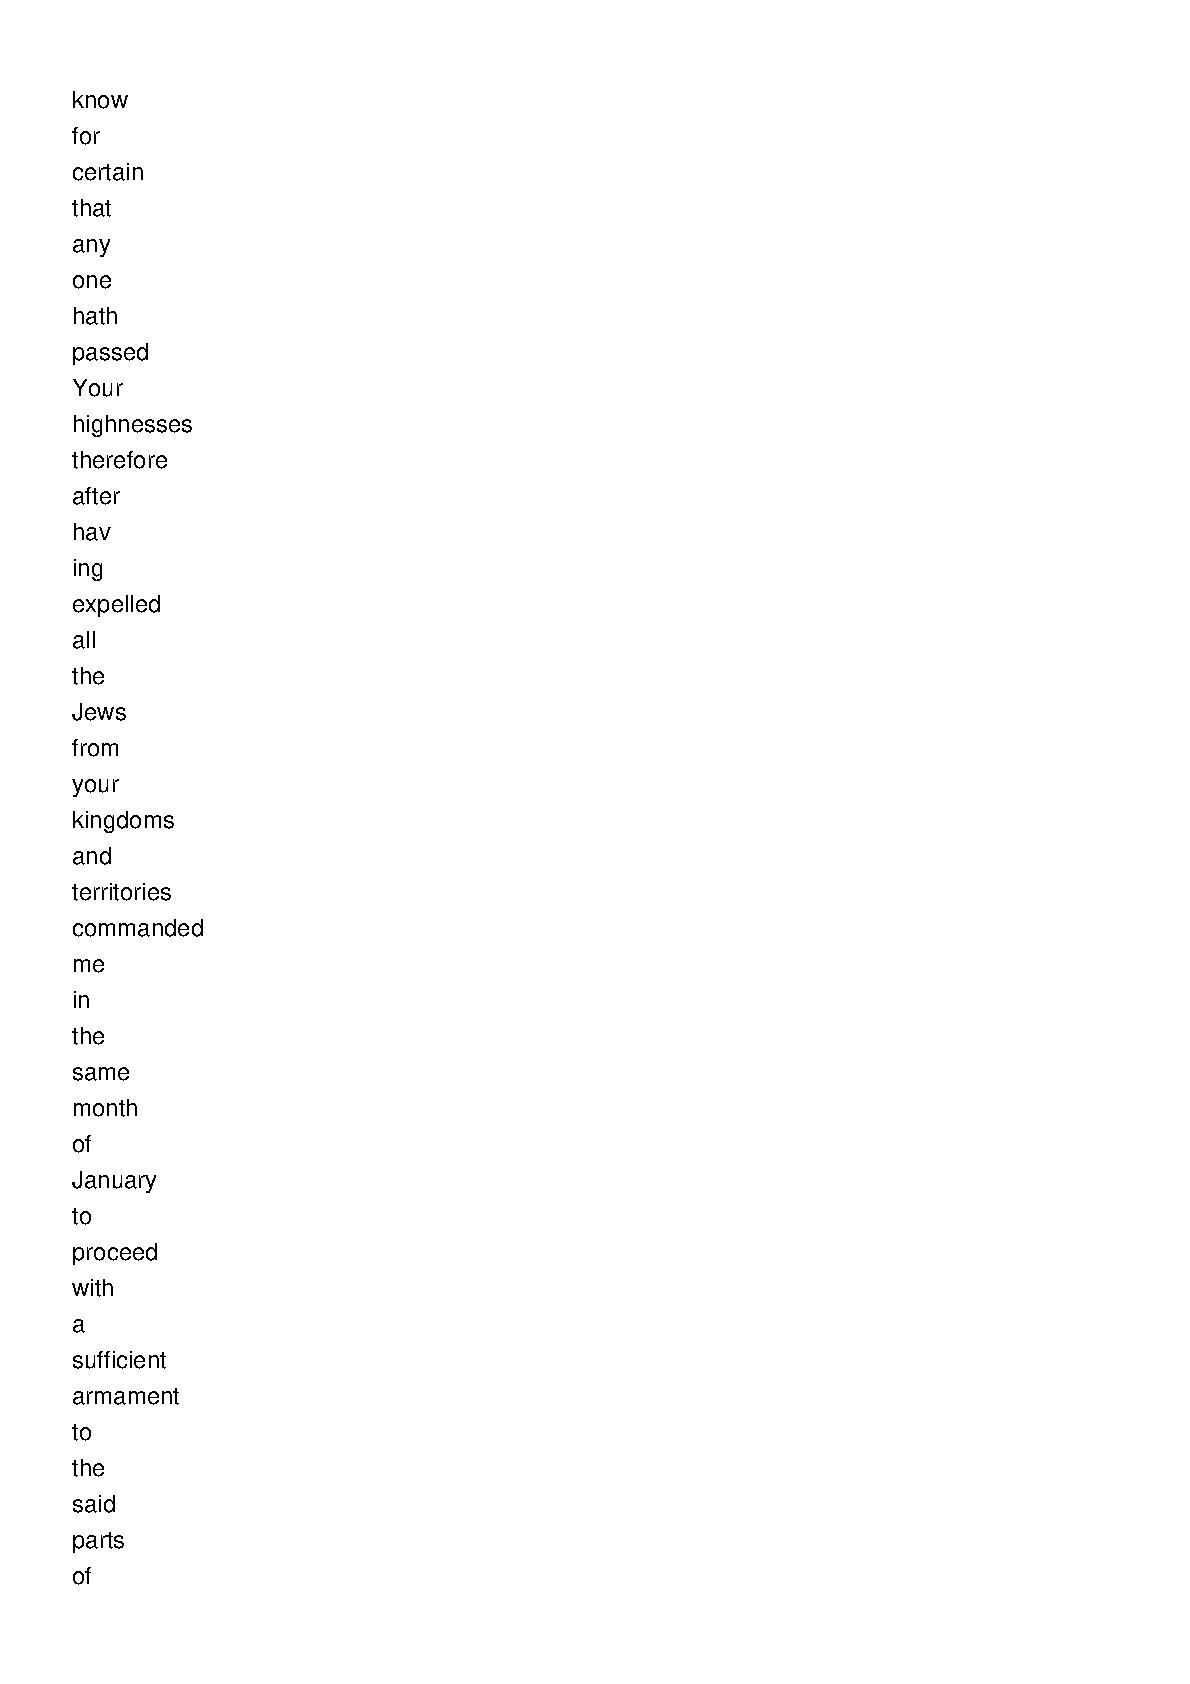 know
for
certain
that
any
one
hath
passed
Your
highnesses
therefore
after
hav
ing
expelled
all
the
Jews
from
your
kingdoms
and
territories
commanded
me
in
the
same
month
of
January
to
proceed
with
a
sufficient
armament
to
the
said
parts
of